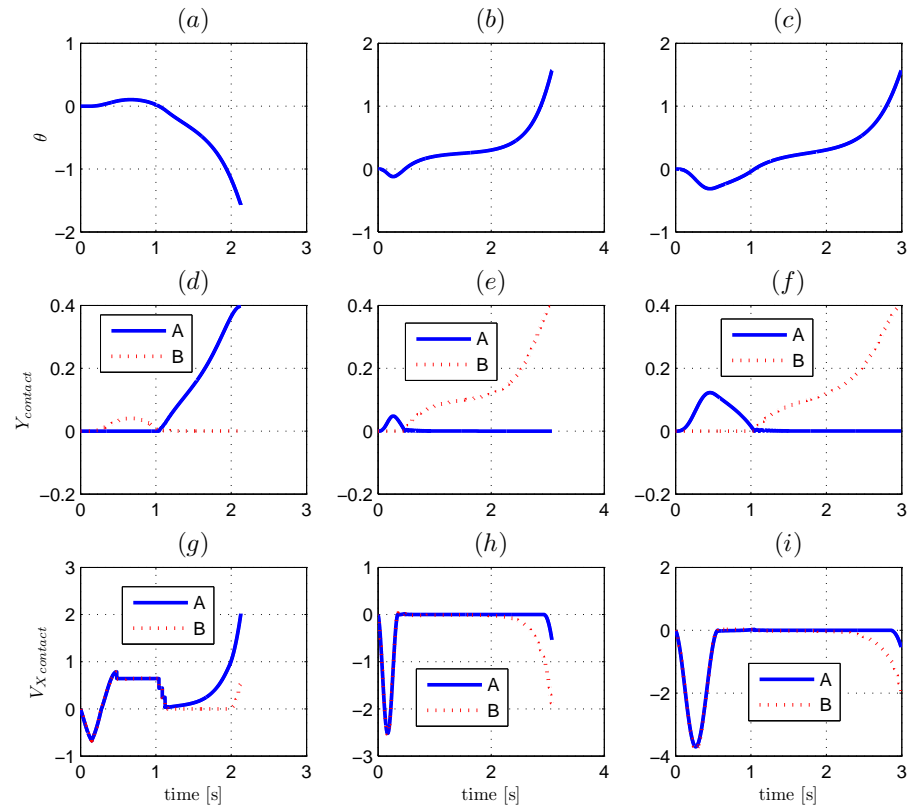 (a) (b) (c)
1
0
−1
−2
0 1 2 3
θ
2
1
0
−1
0 2 4
2
1
0
−1
0 1 2 3
(d) (e) (f)
0.4
0.2
0
−0.2
0 1 2 3
Y_contact
A
B
0.4
0.2
0
−0.2
0 2 4
A
B
0.4
0.2
0
−0.2
0 1 2 3
A
B
(g) (h) (i)
3
2
1
0
−1
0 1 2 3
V_X contact
time [s]
A
B
1
0
−1
−2
−3
0 2 4
time [s]
A
B
2
0
−2
−4
0 1 2 3
time [s]
A
B